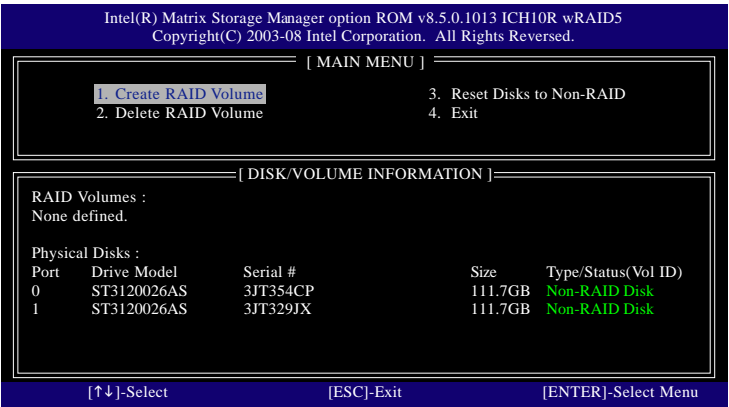 Intel(R) Matrix Storage Manager option ROM v8.5.0.1013 ICH10R wRAID5
Copyright(C) 2003-08 Intel Corporation. All Rights Reversed.
[ MAIN MENU ]
1. Create RAID Volume 3. Reset Disks to Non-RAID
2. Delete RAID Volume 4. Exit
[ DISK/VOLUME INFORMATION ]
RAID Volumes :
None defined.
Physical Disks :
Port Drive Model Serial # Size Type/Status(Vol ID)
0 ST3120026AS 3JT354CP 111.7GB Non-RAID Disk
1 ST3120026AS 3JT329JX 111.7GB Non-RAID Disk
[↑↓]-Select [ESC]-Exit [ENTER]-Select Menu